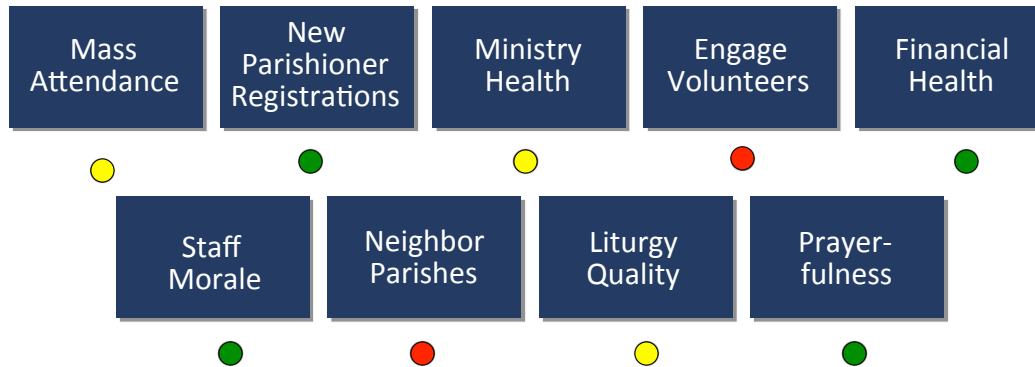 Mass
Attendance
New
Parishioner
Registrations
Ministry
Health
Engage
Volunteers
Financial
Health
Staff
Morale
Neighbor
Parishes
Liturgy
Quality
Prayer-
fulness